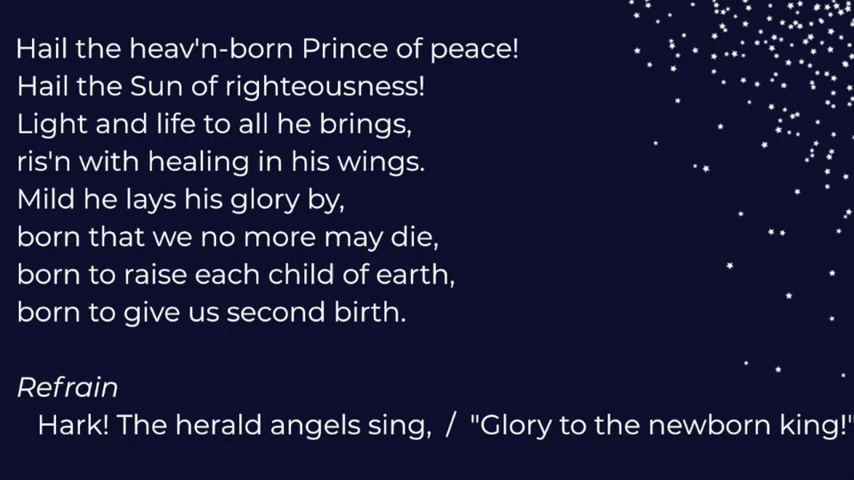 Hail the heav'n-born Prince of peace!
Hail the Sun of righteousness!
Light and life to all he brings,
ris'n with healing in his wings.
Mild he lays his glory by,
born that we no more may die,
born to raise each child of earth,
born to give us second birth.
Refrain
Hark! The herald angels sing, / "Glory to the newborn king!"